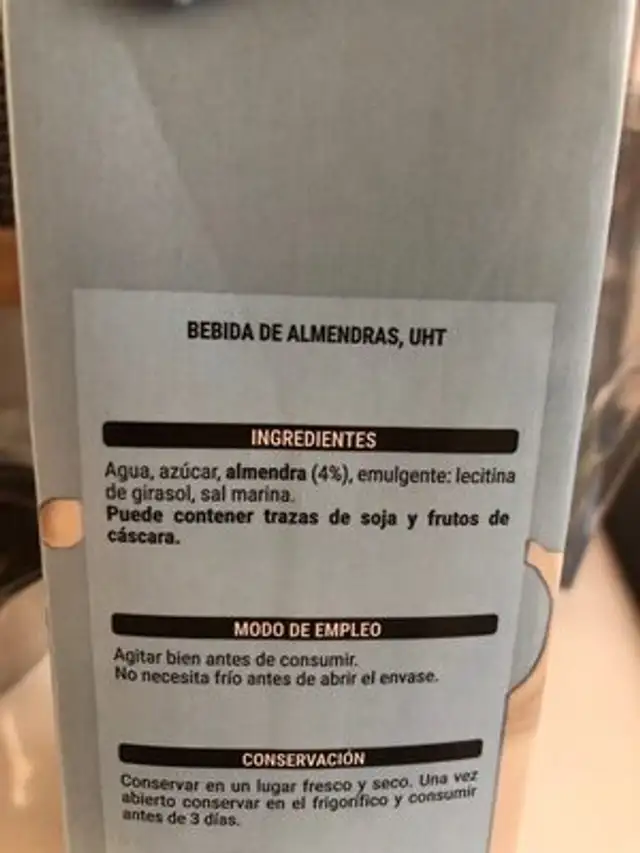 BEBIDA DE ALMENDRAS, UHT
INGREDIENTES
Agua, azúcar, almendra (4%), emulgente: lecitina
de girasol, sal marina.
Puede contener trazas de soja y frutos de
cáscara.
MODO DE EMPLEO
Agitar bien antes de consumir.
No necesita frío antes de abrir el envase.
CONSERVACIÓN
Conservar en un lugar fresco y seco. Una vez
abierto conservar en el frigorífico y consumir
antes de 3 días.